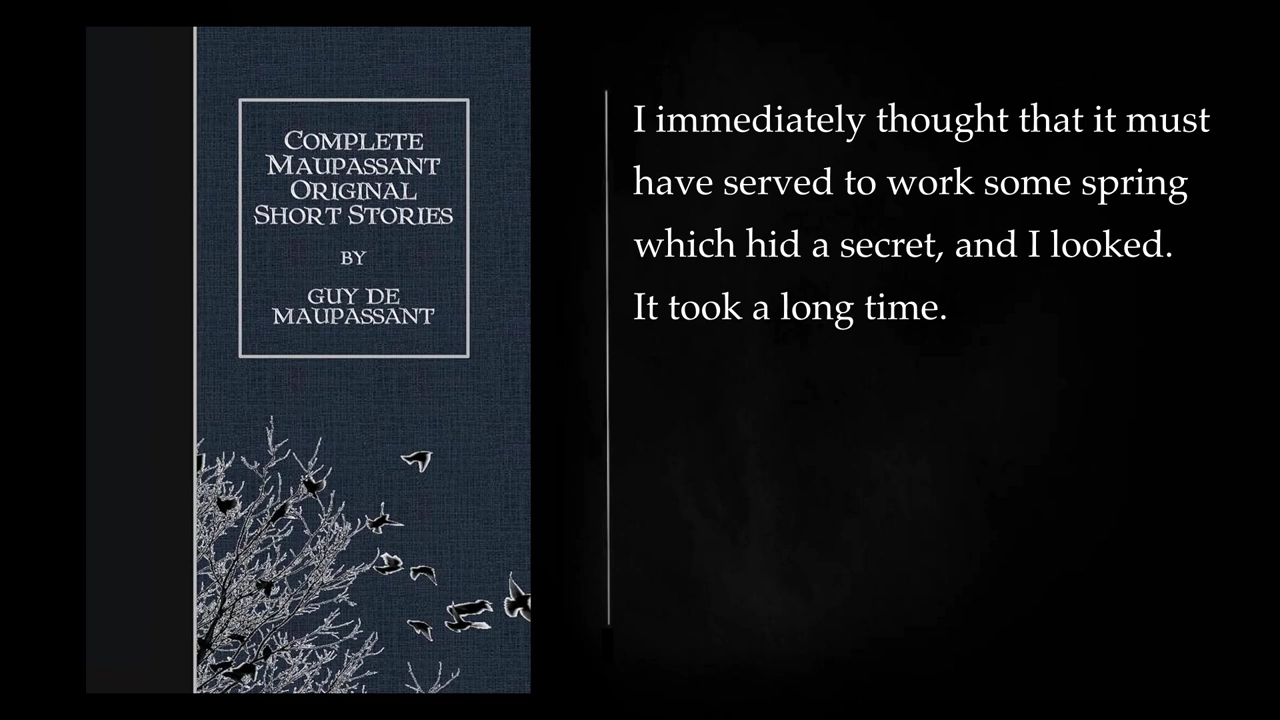 COMPLETE
MAUPASSANT
ORIGINAL
SHORT STORIES
BY
GUY DE
MAUPASSANT
I immediately thought that it must
have served to work some spring
which hid a secret, and I looked.
It took a long time.